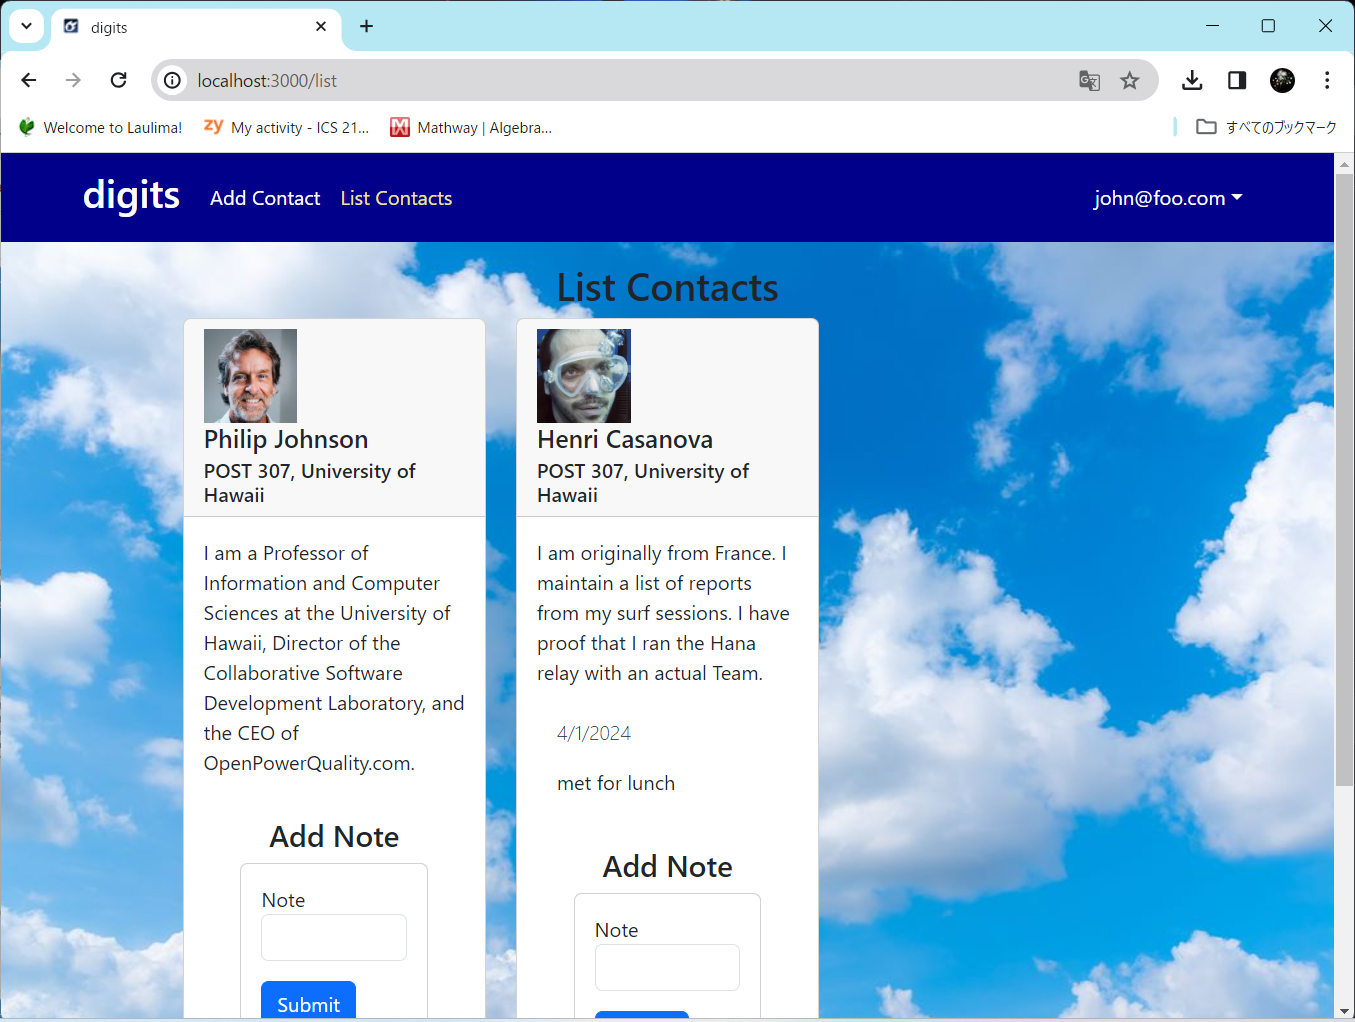 digits
localhost:3000/list
Welcome to Laulima!
zy My activity - ICS 21...
Mathway | Algebra...
すべてのブックマーク
digits
Add Contact
List Contacts
john@foo.com
List Contacts
Philip Johnson
POST 307, University of
Hawaii
I am a Professor of
Information and Computer
Sciences at the University of
Hawaii, Director of the
Collaborative Software
Development Laboratory, and
the CEO of
OpenPowerQuality.com.
Add Note
Note
Submit
Henri Casanova
POST 307, University of
Hawaii
I am originally from France. I
maintain a list of reports
from my surf sessions. I have
proof that I ran the Hana
relay with an actual Team.
4/1/2024
met for lunch
Add Note
Note